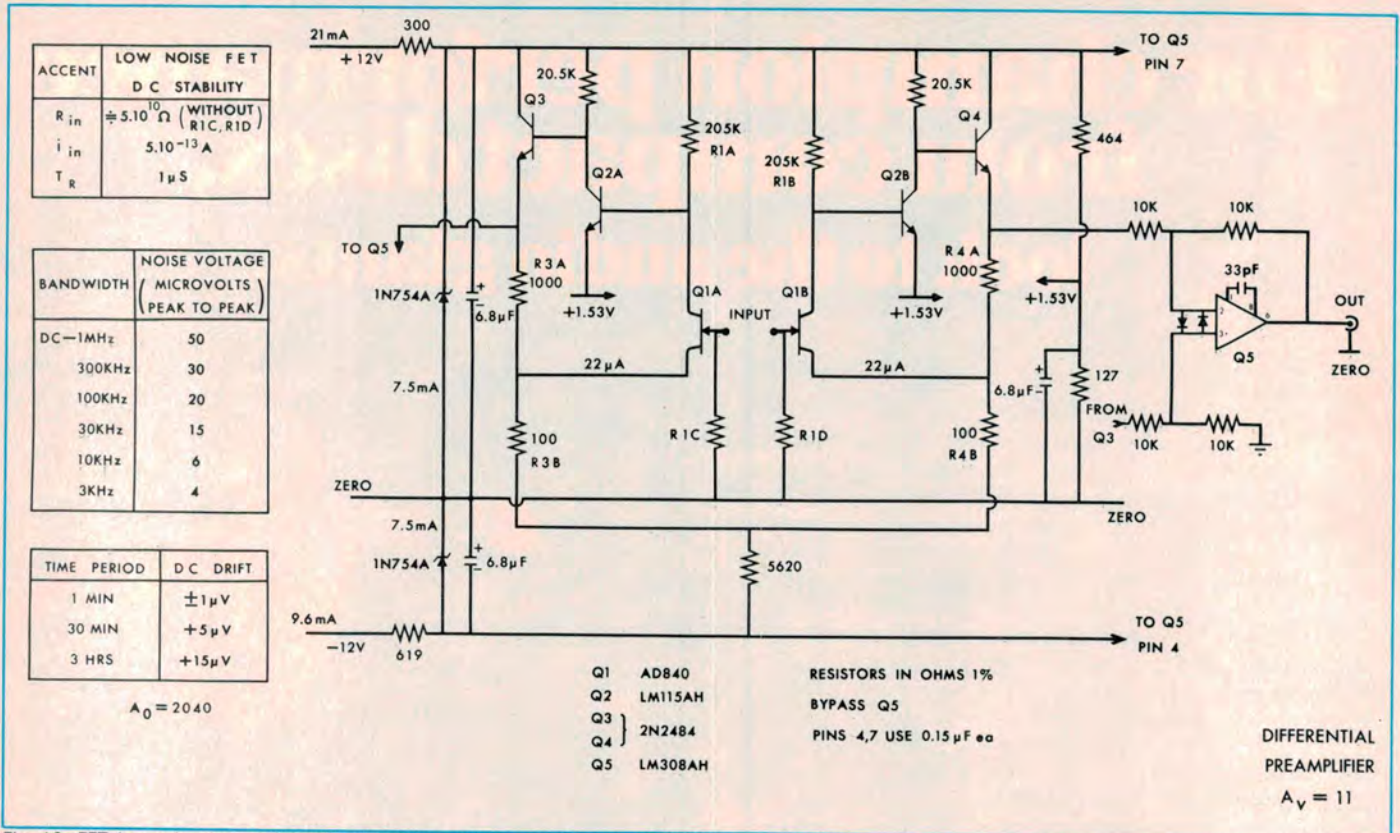 ACCENT
LOW NOISE FET
DC STABILITY
R in
≑ 5.10¹⁰ Ω (WITHOUT R1C, R1D)
i in
5.10⁻¹³ A
T R
1 µS
BANDWIDTH
NOISE VOLTAGE
(MICROVOLTS
PEAK TO PEAK)
DC—1MHz 50
300KHz 30
100KHz 20
30KHz 15
10KHz 6
3KHz 4
TIME PERIOD DC DRIFT
1 MIN ±1µV
30 MIN +5µV
3 HRS +15µV
A₀ = 2040
21mA
+12V
300
TO Q5
PIN 7
20.5K
Q3
Q2A
205K
R1A
205K
R1B
20.5K
Q4
Q2B
464
TO Q5
R3A
1000
1N754A
+
-
6.8µF
+1.53V
Q1A
INPUT
Q1B
+1.53V
R4A
1000
+1.53V
10K
10K
33pF
1
8
2
3
6
Q5
OUT
ZERO
22µA
22µA
7.5mA
100
R3B
R1C
R1D
100
R4B
+
6.8µF-
127
FROM
Q3
10K
10K
ZERO
ZERO
7.5mA
1N754A
+
-
6.8µF
5620
9.6mA
-12V
619
TO Q5
PIN 4
Q1 AD840
Q2 LM115AH
Q3
Q4 } 2N2484
Q5 LM308AH
RESISTORS IN OHMS 1%
BYPASS Q5
PINS 4,7 USE 0.15µF ea
DIFFERENTIAL
PREAMPLIFIER
A v = 11